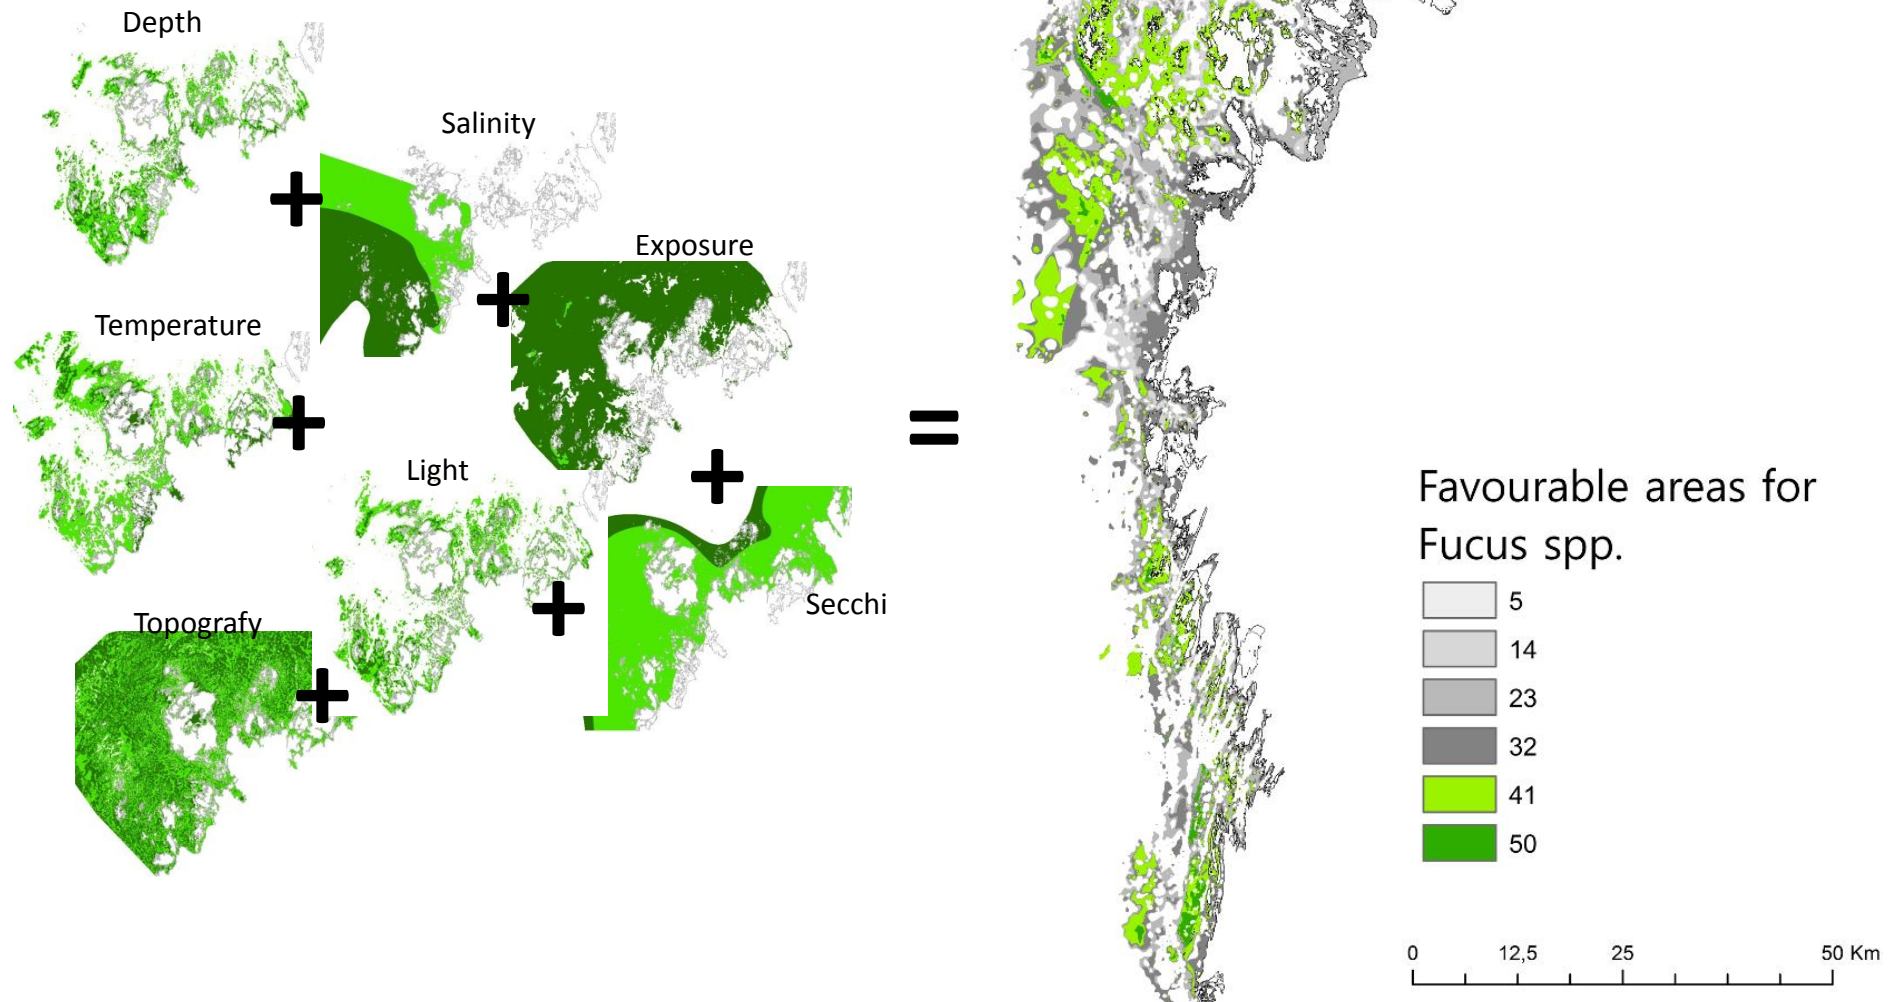 Depth
Salinity
Exposure
Temperature
Light
Secchi
Topografy
+
+
+
+
+
+
+
=
Favourable areas for
Fucus spp.
5
14
23
32
41
50
0 12,5 25 50 Km